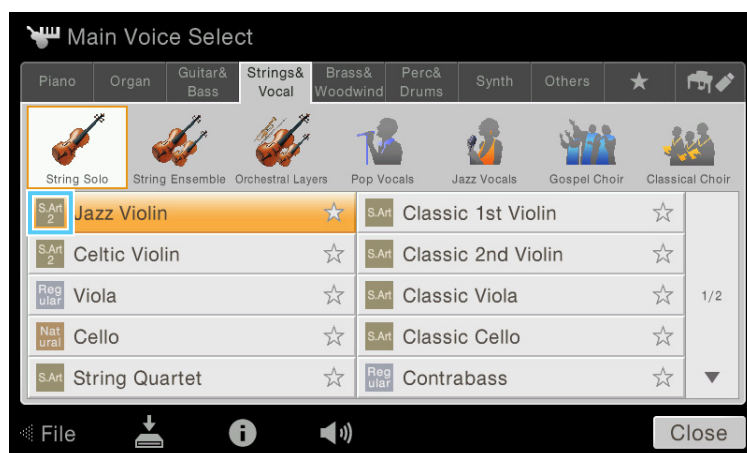 Main Voice Select
Piano
Organ
Guitar&
Bass
Strings&
Vocal
Brass&
Woodwind
Perc&
Drums
Synth
Others
String Solo
String Ensemble
Orchestral Layers
Pop Vocals
Jazz Vocals
Gospel Choir
Classical Choir
S.Art
2
Jazz Violin
S.Art
Classic 1st Violin
S.Art
2
Celtic Violin
S.Art
Classic 2nd Violin
Reg
ular
Viola
S.Art
Classic Viola
1/2
Nat
ural
Cello
S.Art
Classic Cello
S.Art
String Quartet
Reg
ular
Contrabass
File
Close